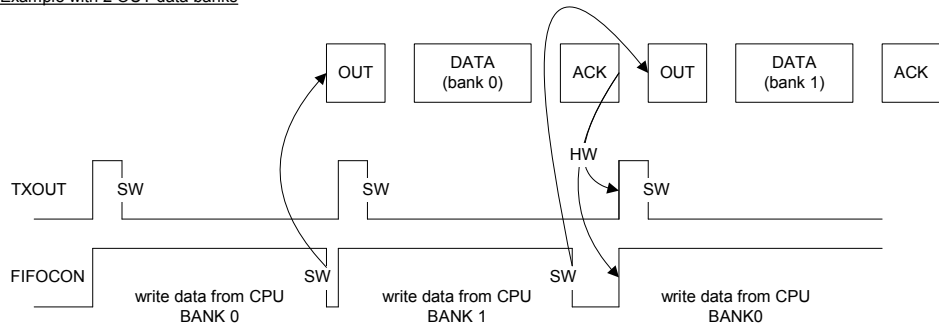 Example with 2 OUT data banks
OUT
DATA
(bank 0)
ACK
OUT
DATA
(bank 1)
ACK
HW
TXOUT
SW
SW
SW
FIFOCON
SW
SW
write data from CPU
BANK 0
write data from CPU
BANK 1
write data from CPU
BANK0